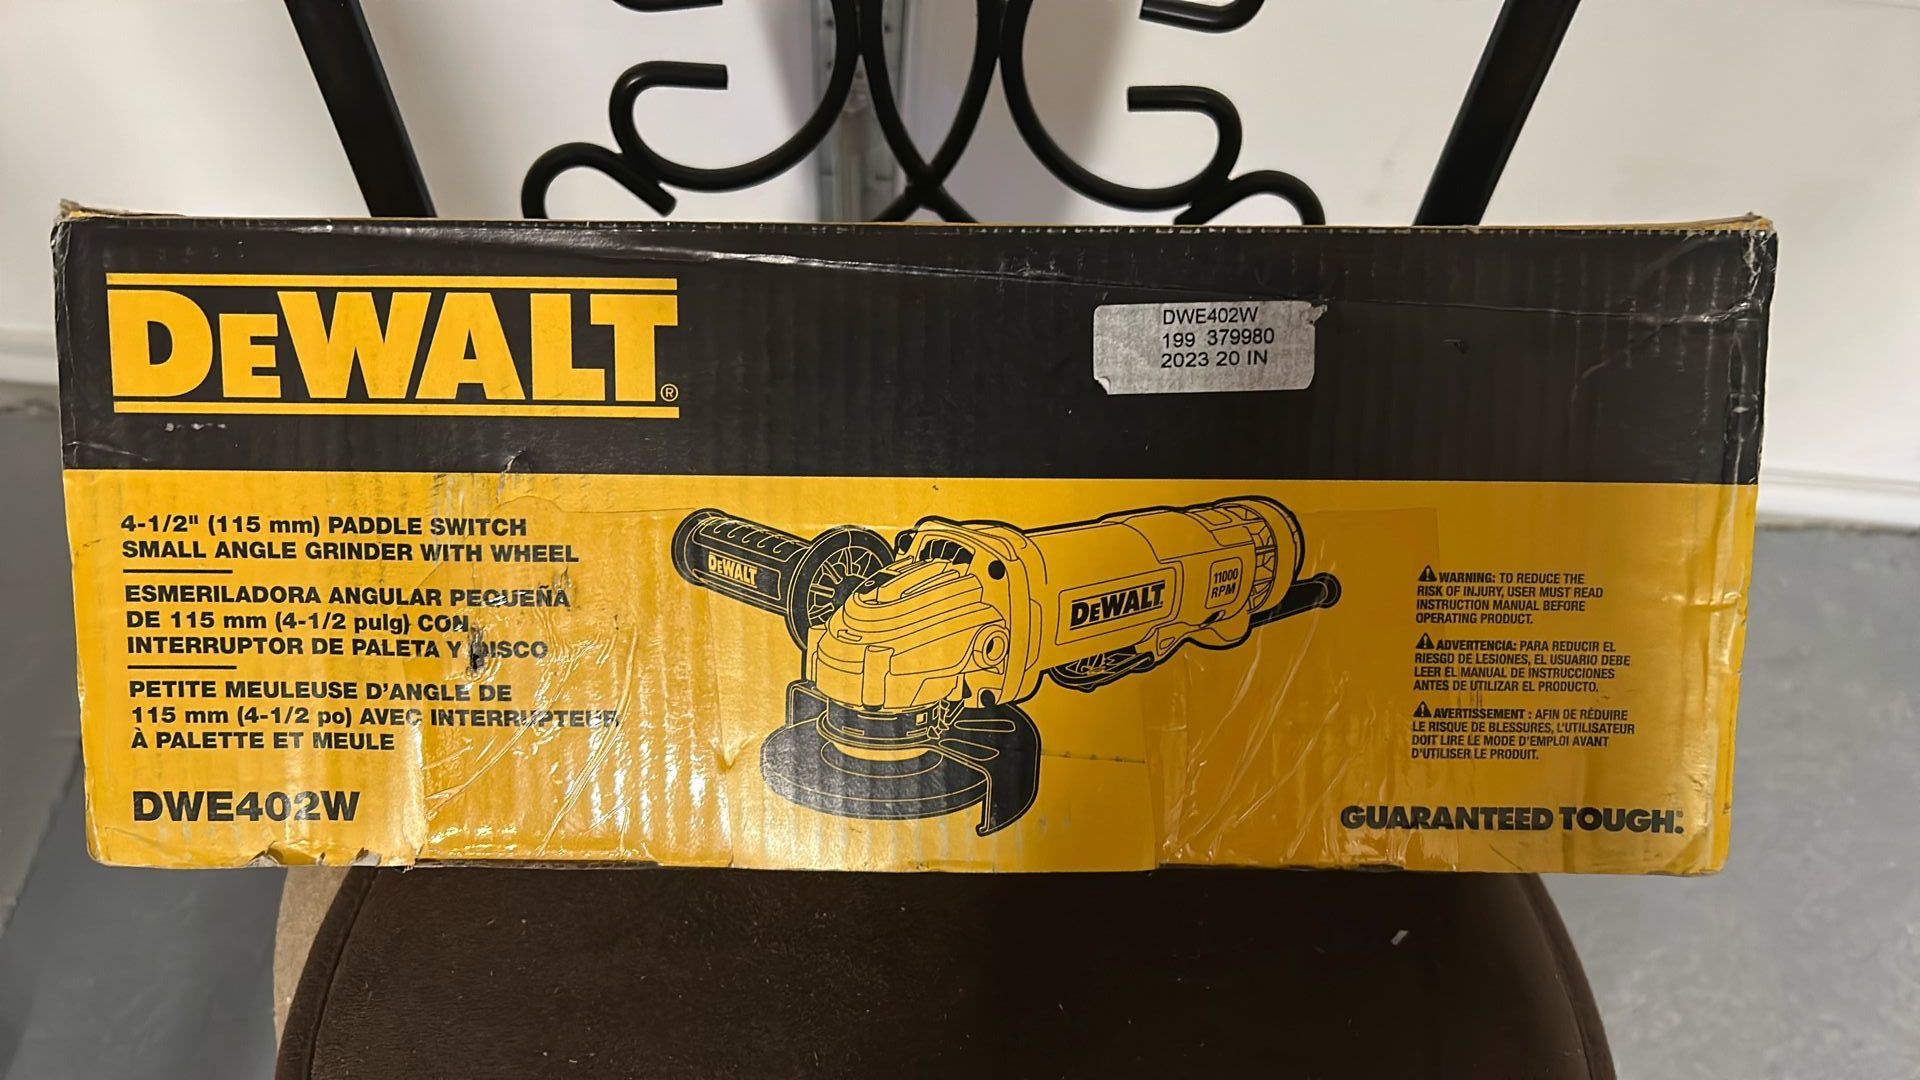 DEWALT®
DWE402W
199 379980
2023 20 IN
4-1/2" (115 mm) PADDLE SWITCH
SMALL ANGLE GRINDER WITH WHEEL
ESMERILADORA ANGULAR PEQUEÑA
DE 115 mm (4-1/2 pulg) CON
INTERRUPTOR DE PALETA Y DISCO
PETITE MEULEUSE D'ANGLE DE
115 mm (4-1/2 po) AVEC INTERRUPTEUR
À PALETTE ET MEULE
DWE402W
DEWALT
DEWALT
11000
RPM
WARNING: TO REDUCE THE
RISK OF INJURY, USER MUST READ
INSTRUCTION MANUAL BEFORE
OPERATING PRODUCT.
ADVERTENCIA: PARA REDUCIR EL
RIESGO DE LESIONES, EL USUARIO DEBE
LEER EL MANUAL DE INSTRUCCIONES
ANTES DE UTILIZAR EL PRODUCTO.
AVERTISSEMENT : AFIN DE RÉDUIRE
LE RISQUE DE BLESSURES, L'UTILISATEUR
DOIT LIRE LE MODE D'EMPLOI AVANT
D'UTILISER LE PRODUIT.
GUARANTEED TOUGH.®